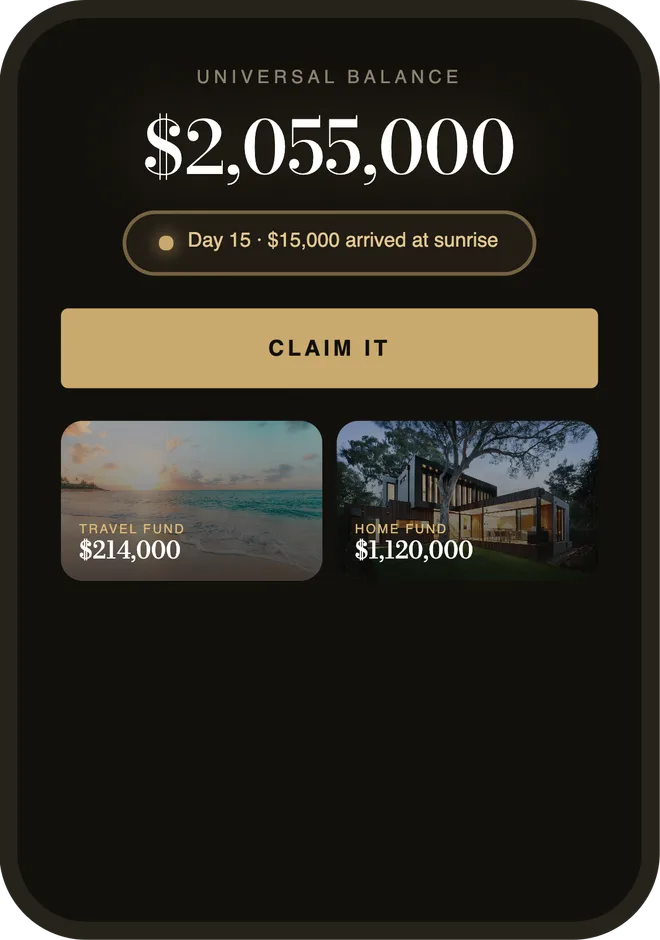 UNIVERSAL BALANCE
$2,055,000
Day 15 · $15,000 arrived at sunrise
CLAIM IT
TRAVEL FUND
$214,000
HOME FUND
$1,120,000